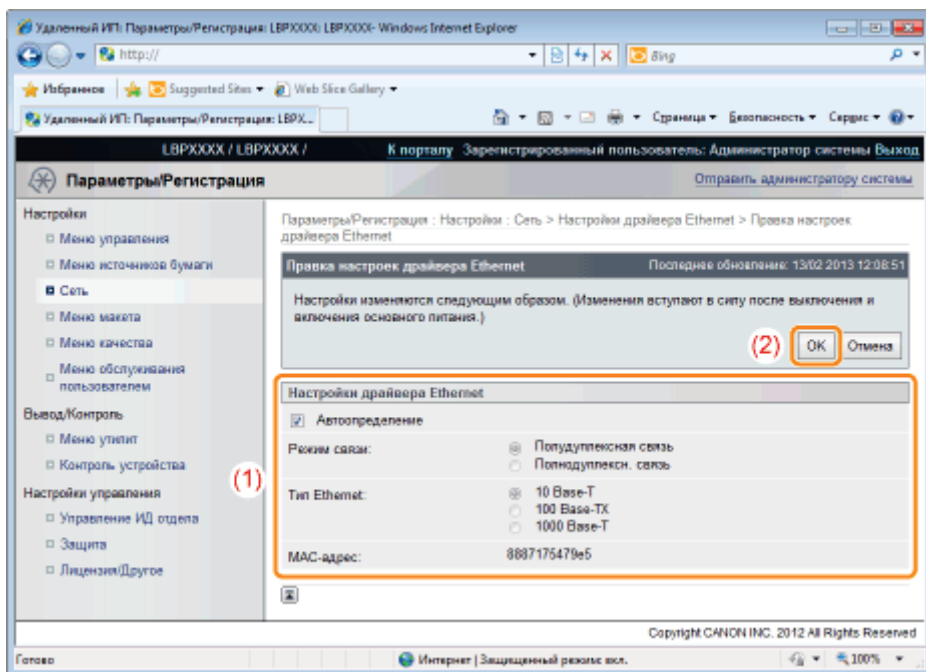 Удаленный ИП: Параметры/Регистрация: LBPXXXX: LBPXXXX- Windows Internet Explorer
http://
Bing
Избранное Suggested Sites Web Slice Gallery
Удаленный ИП: Параметры/Регистрация: LBPX... Страница Безопасность Сервис
LBPXXXX / LBPXXXX / К порталу Зарегистрированный пользователь: Администратор системы Выход
Параметры/Регистрация Отправить администратору системы
Настройки
Меню управления
Меню источников бумаги
Сеть
Меню макета
Меню качества
Меню обслуживания
пользователем
Вывод/Контроль
Меню утилит
Контроль устройства
Настройки управления
Управление ИД отдела
Защита
Лицензия/Другое
Параметры/Регистрация : Настройки : Сеть > Настройки драйвера Ethernet > Правка настроек
драйвера Ethernet
Правка настроек драйвера Ethernet Последнее обновление: 13/02 2013 12:08:51
Настройки изменяются следующим образом. (Изменения вступают в силу после выключения и
включения основного питания.)
(2) OK Отмена
(1)
Настройки драйвера Ethernet
Автоопределение
Режим связи: Полудуплексная связь
Полнодуплексн. связь
Тип Ethernet: 10 Base-T
100 Base-TX
1000 Base-T
MAC-адрес: 8887175479e5
Copyright CANON INC. 2012 All Rights Reserved
Готово Интернет | Защищенный режим: вкл. 100%